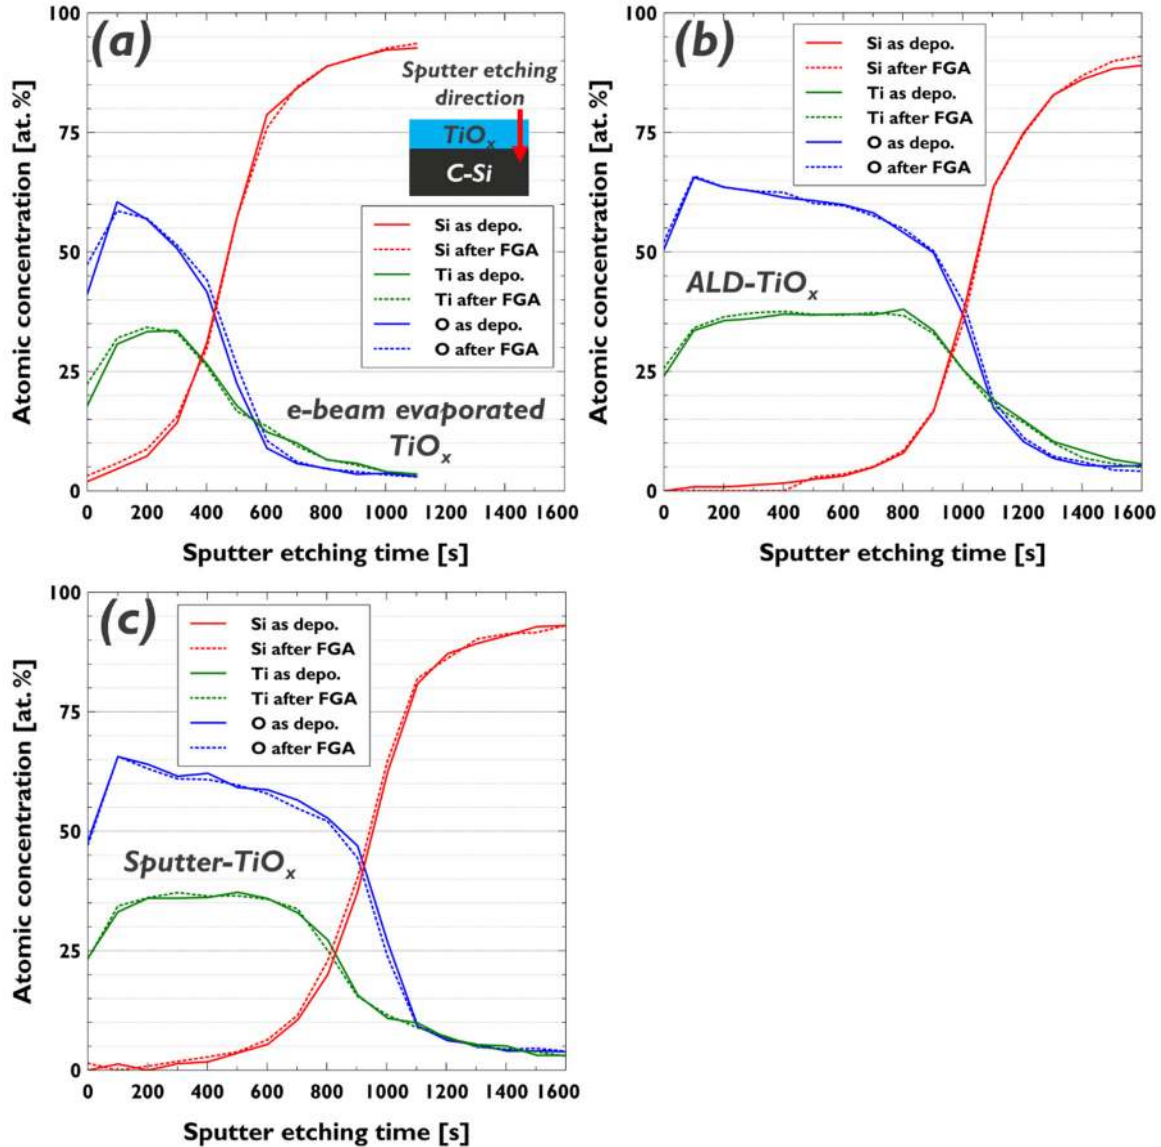 (a)
Atomic concentration [at.%]
100
75
50
25
0
Sputter etching
direction
TiOx
C-Si
Si as depo.
Si after FGA
Ti as depo.
Ti after FGA
O as depo.
O after FGA
e-beam evaporated
TiOx
0 200 400 600 800 1000 1200 1400 1600
Sputter etching time [s]
(b)
Atomic concentration [at.%]
100
75
50
25
0
Si as depo.
Si after FGA
Ti as depo.
Ti after FGA
O as depo.
O after FGA
ALD-TiOx
0 200 400 600 800 1000 1200 1400 1600
Sputter etching time [s]
(c)
Atomic concentration [at.%]
100
75
50
25
0
Si as depo.
Si after FGA
Ti as depo.
Ti after FGA
O as depo.
O after FGA
Sputter-TiOx
0 200 400 600 800 1000 1200 1400 1600
Sputter etching time [s]